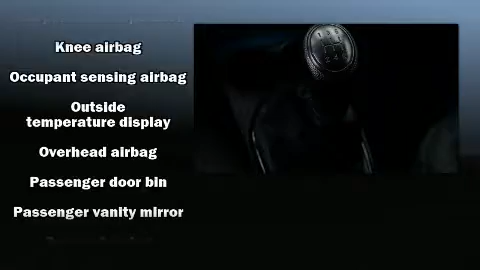 Knee airbag
Occupant sensing airbag
Outside
temperature display
Overhead airbag
Passenger door bin
Passenger vanity mirror